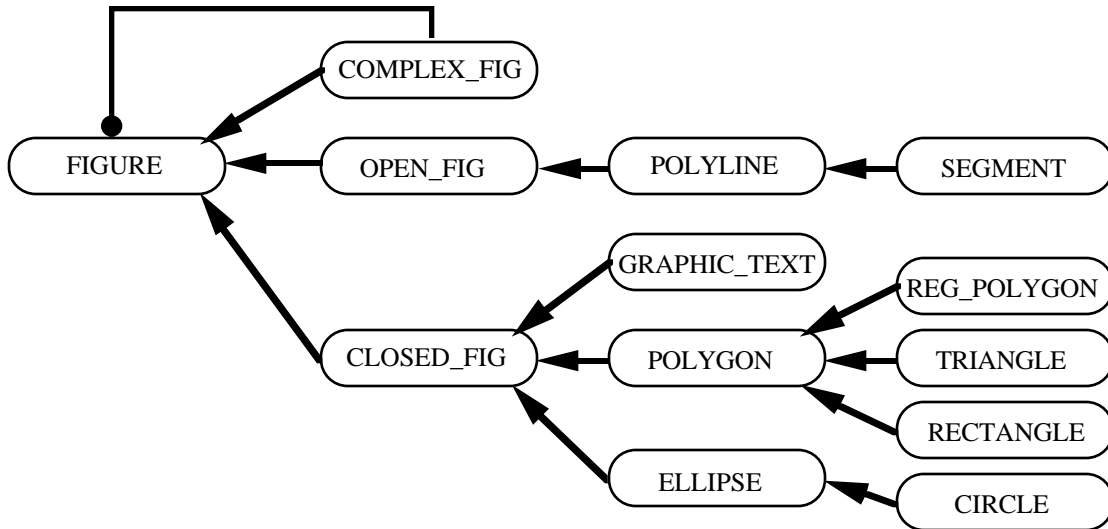 COMPLEX_FIG
FIGURE
OPEN_FIG
POLYLINE
SEGMENT
GRAPHIC_TEXT
REG_POLYGON
CLOSED_FIG
POLYGON
TRIANGLE
RECTANGLE
ELLIPSE
CIRCLE